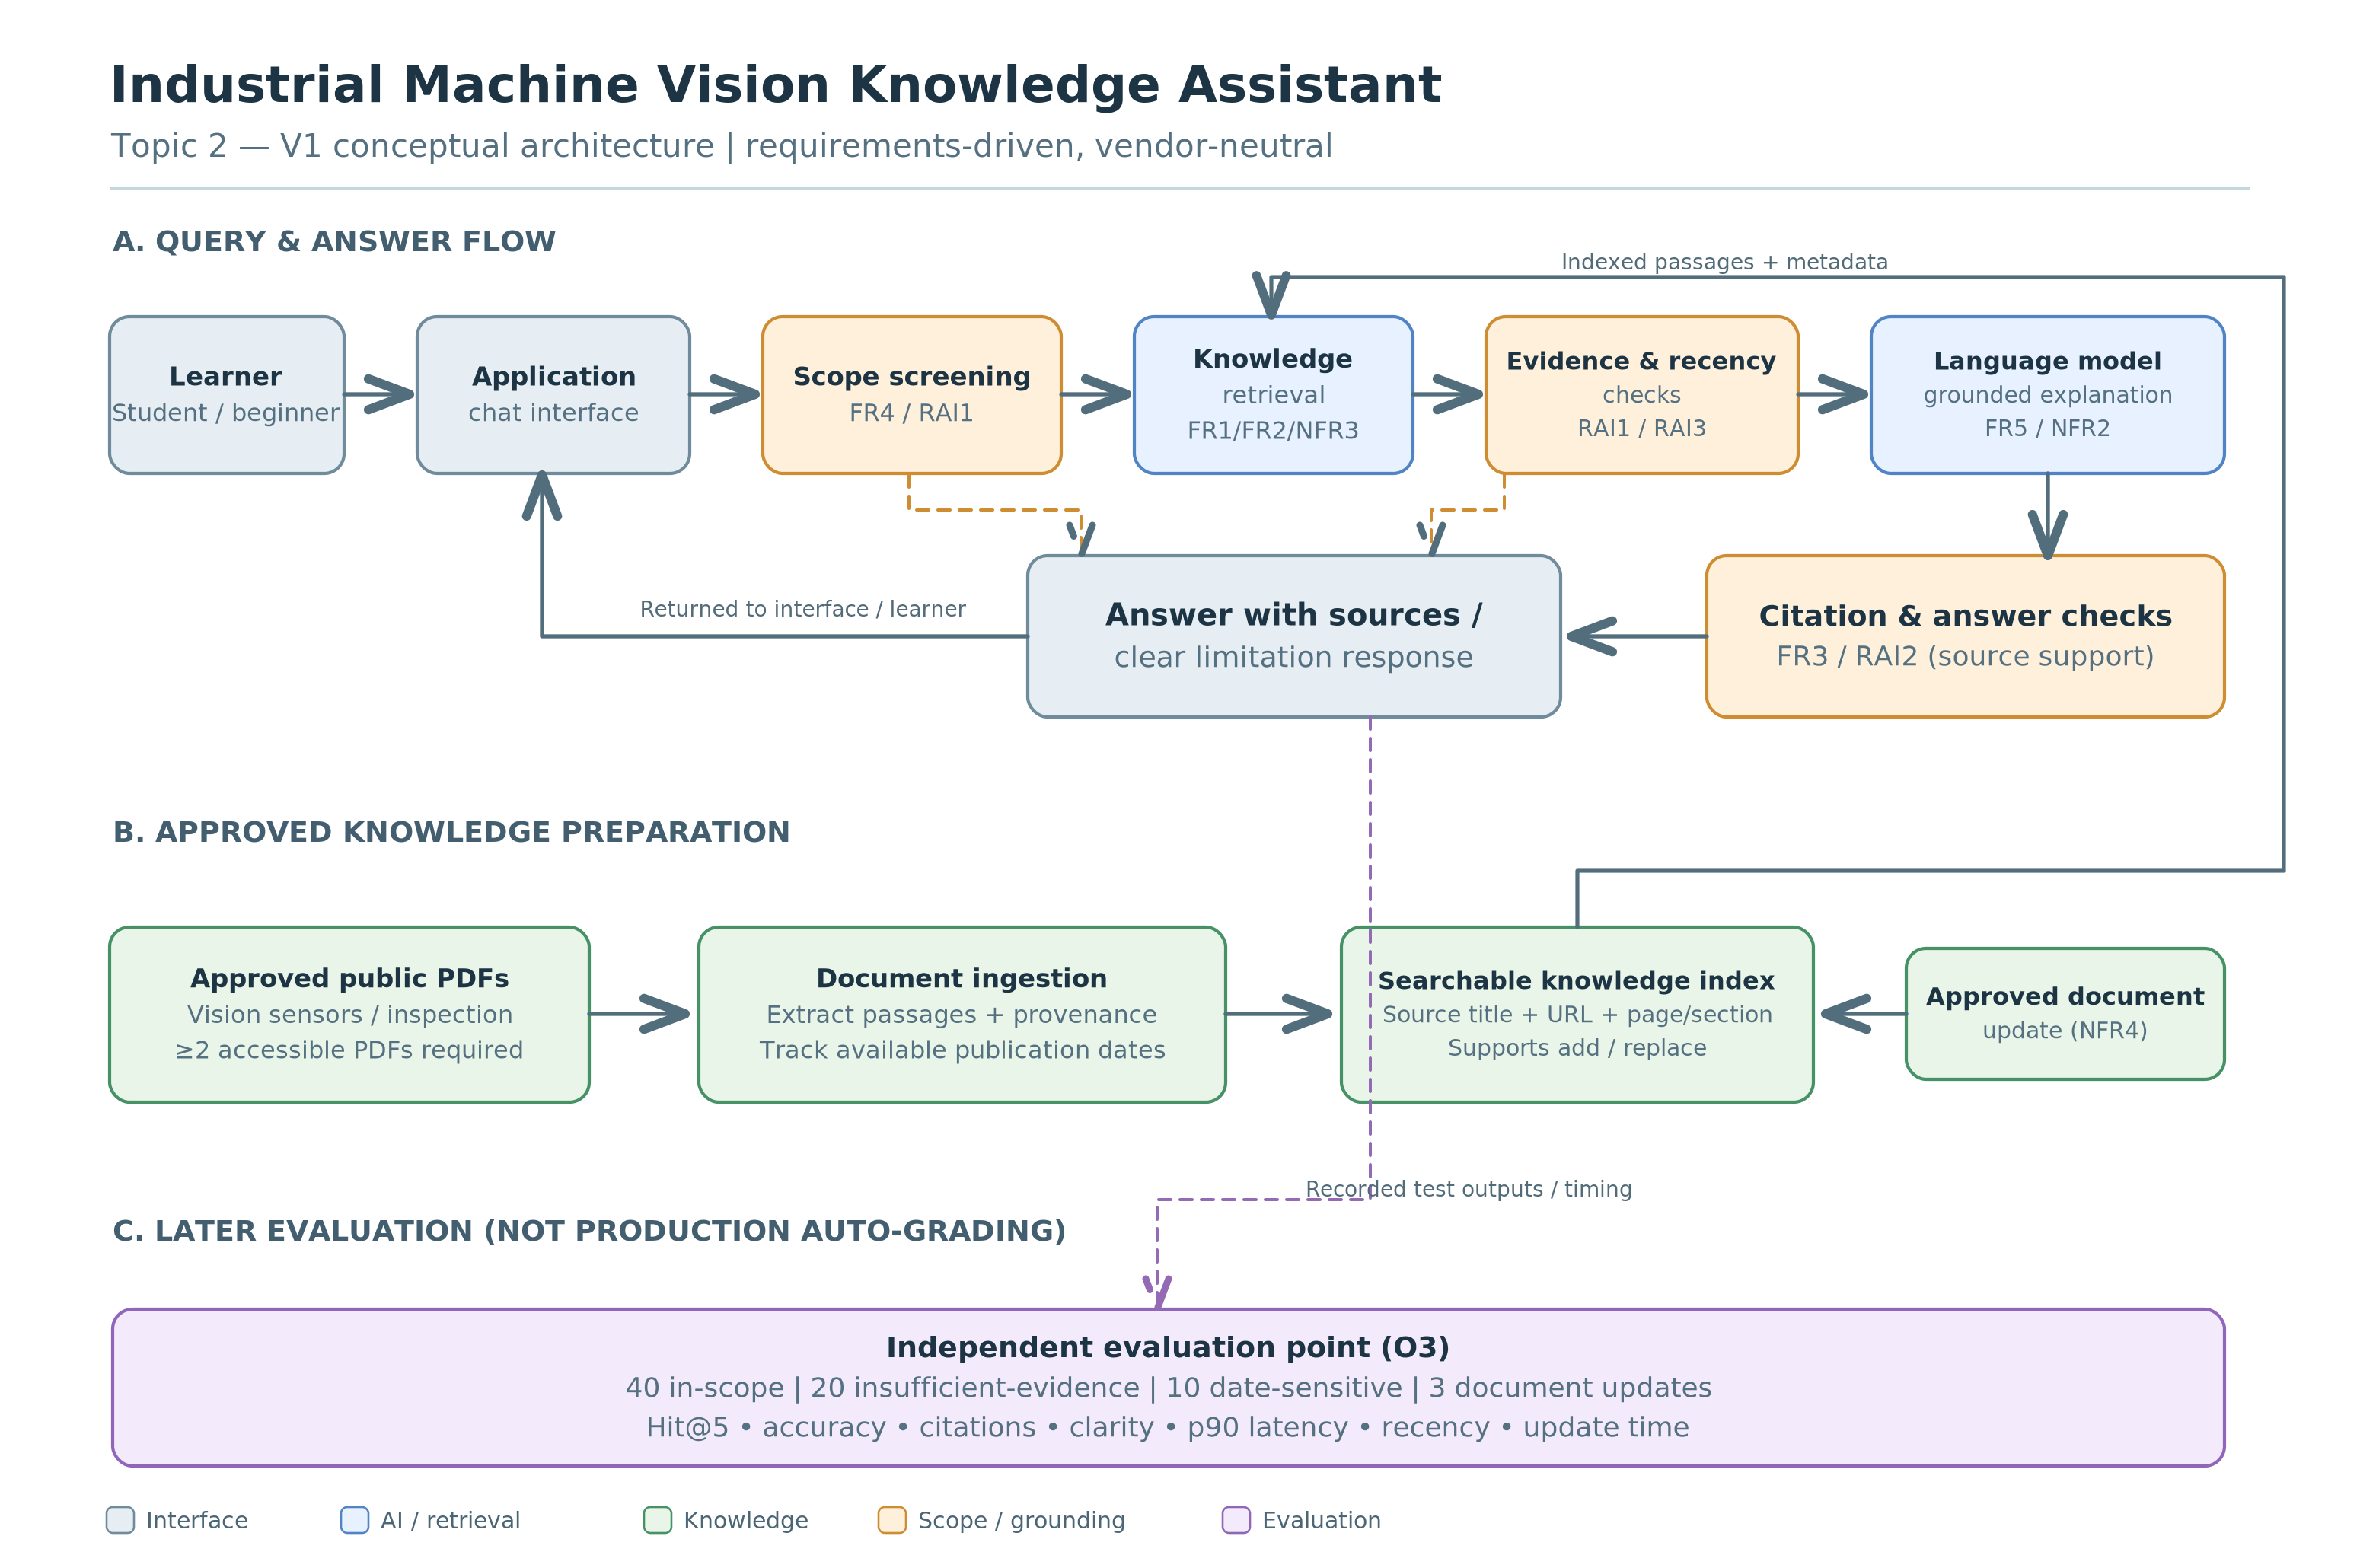 Industrial Machine Vision Knowledge Assistant
Topic 2 — V1 conceptual architecture | requirements-driven, vendor-neutral
A. QUERY & ANSWER FLOW
Indexed passages + metadata
Learner
Student / beginner
Application
chat interface
Scope screening
FR4 / RAI1
Knowledge
retrieval
FR1/FR2/NFR3
Evidence & recency
checks
RAI1 / RAI3
Language model
grounded explanation
FR5 / NFR2
Returned to interface / learner
Answer with sources /
clear limitation response
Citation & answer checks
FR3 / RAI2 (source support)
B. APPROVED KNOWLEDGE PREPARATION
Approved public PDFs
Vision sensors / inspection
≥2 accessible PDFs required
Document ingestion
Extract passages + provenance
Track available publication dates
Searchable knowledge index
Source title + URL + page/section
Supports add / replace
Approved document
update (NFR4)
Recorded test outputs / timing
C. LATER EVALUATION (NOT PRODUCTION AUTO-GRADING)
Independent evaluation point (O3)
40 in-scope | 20 insufficient-evidence | 10 date-sensitive | 3 document updates
Hit@5 • accuracy • citations • clarity • p90 latency • recency • update time
Interface
AI / retrieval
Knowledge
Scope / grounding
Evaluation